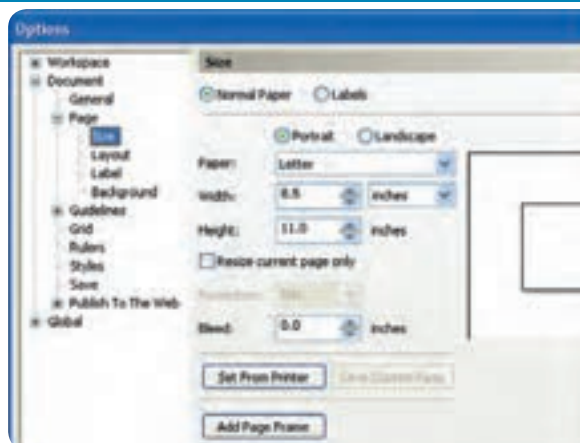 Options
Workspace
Document
General
Page
Size
Layout
Label
Background
Guidelines
Grid
Rulers
Styles
Save
Publish To The Web
Global
Size
Normal Paper Labels
Portrait Landscape
Paper: Letter
Width: 8.5 inches
Height: 11.0 inches
Resize current page only
Bleed: 0.0 inches
Set From Printer
Add Page Frame